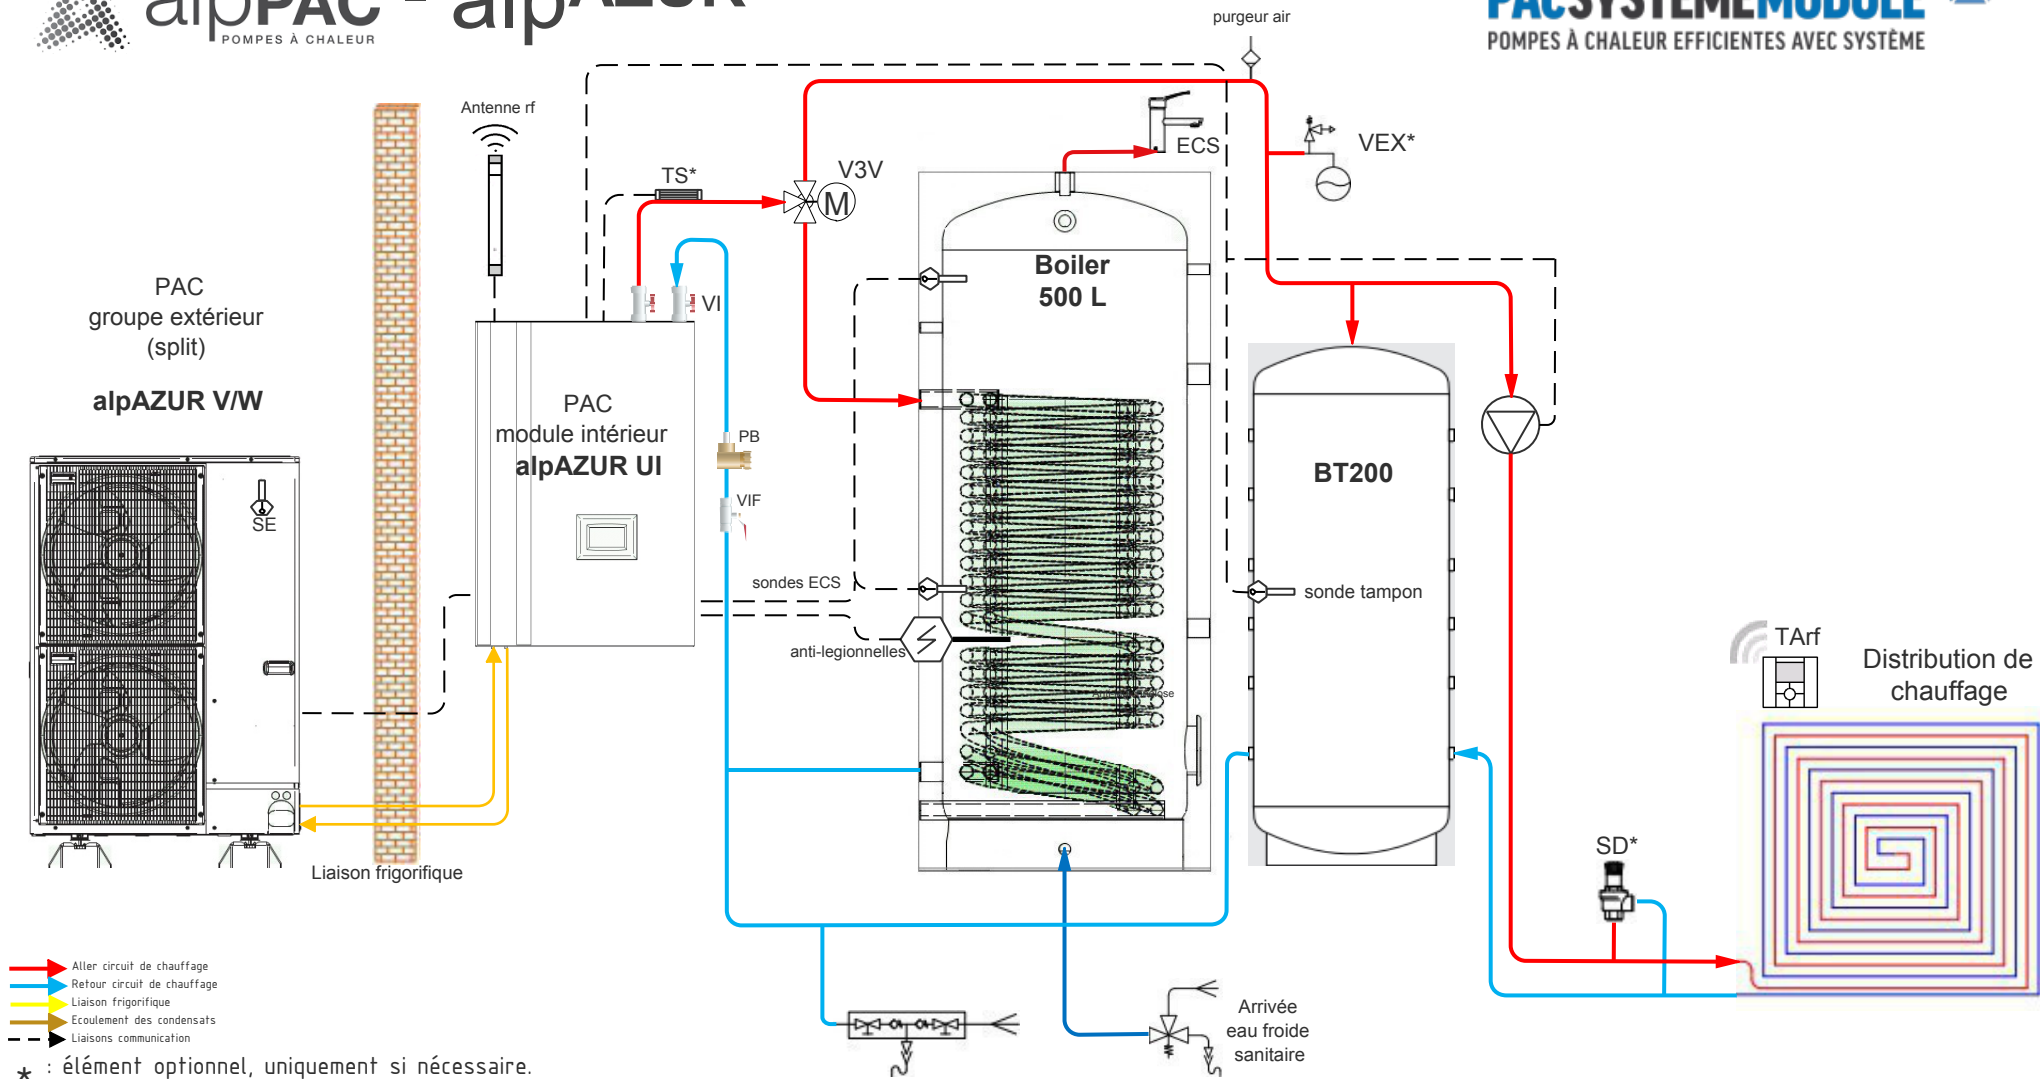 alpPAC - alpAZUR
POMPES À CHALEUR
PACSYSTEMEMODULE
POMPES À CHALEUR EFFICIENTES AVEC SYSTÈME
purgeur air
Antenne rf
TS*
V3V
M
ECS
VEX*
VI
PAC
groupe extérieur
(split)
alpAZUR V/W
SE
PAC
module intérieur
alpAZUR UI
PB
VIF
Boiler
500 L
BT200
sondes ECS
anti-legionnelles
sonde tampon
TArf
Distribution de
chauffage
SD*
Liaison frigorifique
Arrivée
eau froide
sanitaire
Aller circuit de chauffage
Retour circuit de chauffage
Liaison frigorifique
Ecoulement des condensats
Liaisons communication
* : élément optionnel, uniquement si nécessaire.